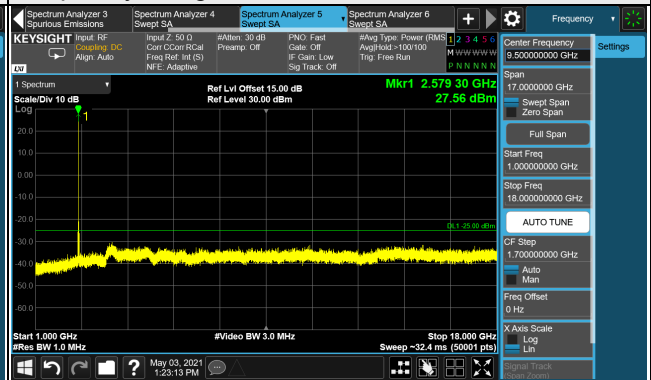 Spectrum Analyzer 3
Spurious Emissions
Spectrum Analyzer 4
Swept SA
Spectrum Analyzer 5
Swept SA
Spectrum Analyzer 6
Swept SA
Frequency
KEYSIGHT
Input: RF
Coupling: DC
Align: Auto
Input Z: 50 Ω
Corr CCorr RCal
Freq Ref: Int (S)
NFE: Adaptive
#Atten: 30 dB
Preamp: Off
PNO: Fast
Gate: Off
IF Gain: Low
Sig Track: Off
#Avg Type: Power (RMS
Avg|Hold:>100/100
Trig: Free Run
1 2 3 4 5 6
M W W W W W
P N N N N N
LXI
1 Spectrum
Scale/Div 10 dB
Log
Ref Lvl Offset 15.00 dB
Ref Level 30.00 dBm
Mkr1 2.579 30 GHz
27.56 dBm
1
20.0
10.0
0.00
-10.0
-20.0
-30.0
-40.0
-50.0
-60.0
DL1 -25.00 dBm
Start 1.000 GHz
#Res BW 1.0 MHz
#Video BW 3.0 MHz
Stop 18.000 GHz
Sweep ~32.4 ms (50001 pts)
May 03, 2021
1:23:13 PM
Center Frequency
9.500000000 GHz
Settings
Span
17.0000000 GHz
Swept Span
Zero Span
Full Span
Start Freq
1.000000000 GHz
Stop Freq
18.000000000 GHz
AUTO TUNE
CF Step
1.700000000 GHz
Auto
Man
Freq Offset
0 Hz
X Axis Scale
Log
Lin
Signal Track
(Span Zoom)